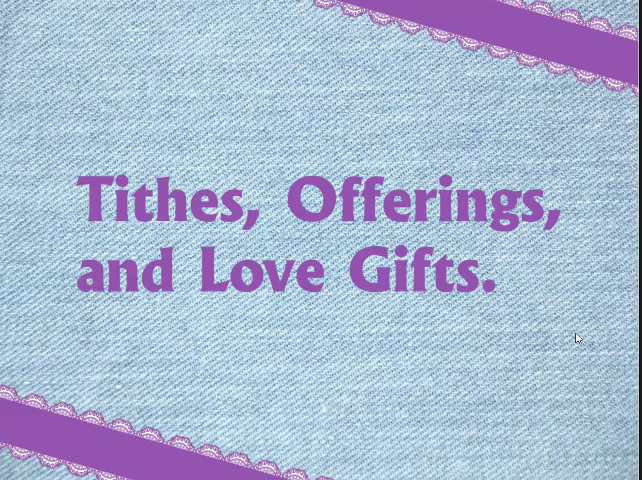 Tithes, Offerings,
and Love Gifts.